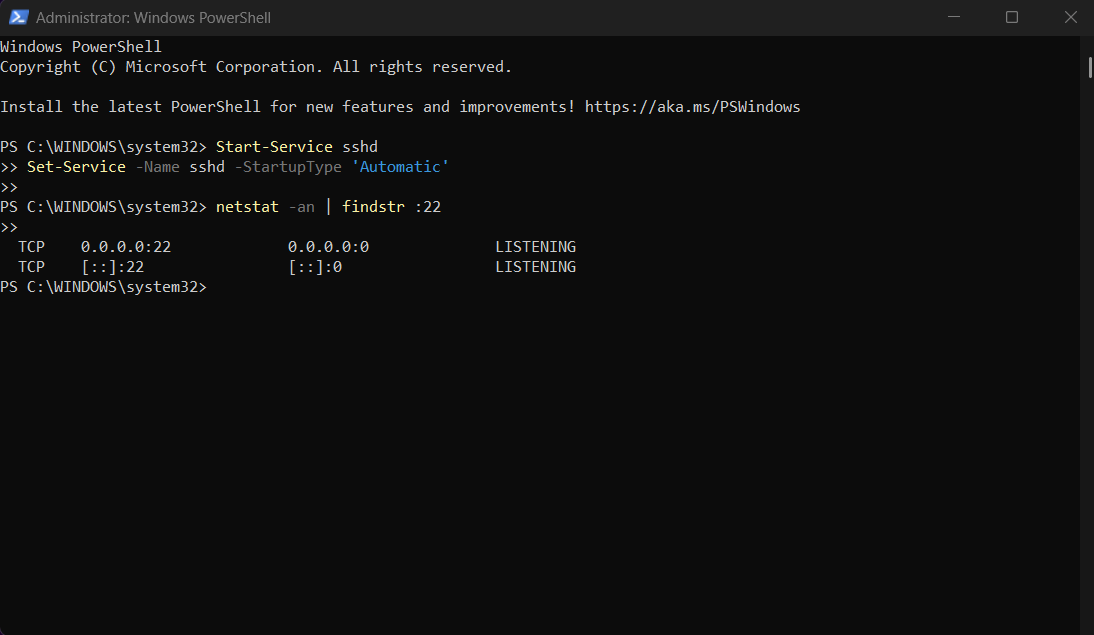 Administrator: Windows PowerShell
Windows PowerShell
Copyright (C) Microsoft Corporation. All rights reserved.
Install the latest PowerShell for new features and improvements! https://aka.ms/PSWindows
PS C:\WINDOWS\system32> Start-Service sshd
>> Set-Service -Name sshd -StartupType 'Automatic'
>>
PS C:\WINDOWS\system32> netstat -an | findstr :22
>>
  TCP    0.0.0.0:22             0.0.0.0:0              LISTENING
  TCP    [::]:22                [::]:0                 LISTENING
PS C:\WINDOWS\system32>